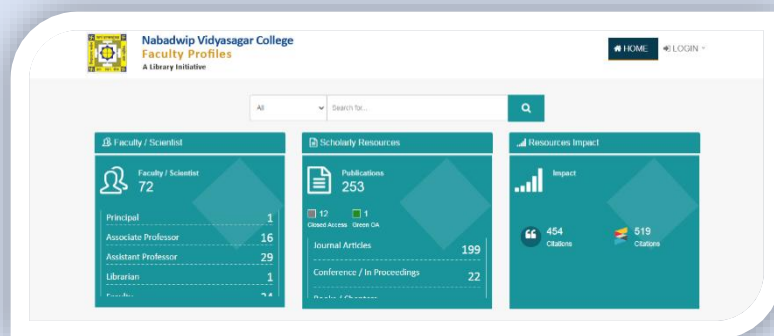 Nabadwip Vidyasagar College
Faculty Profiles
A Library Initiative
HOME
LOGIN
All
Search for...
Faculty / Scientist
Faculty / Scientist
72
Principal 1
Associate Professor 16
Assistant Professor 29
Librarian 1
Scholarly Resources
Publications
253
12 1
Closed Access Green OA
Journal Articles 199
Conference / In Proceedings 22
Resources Impact
Impact
454
Citations
519
Citations